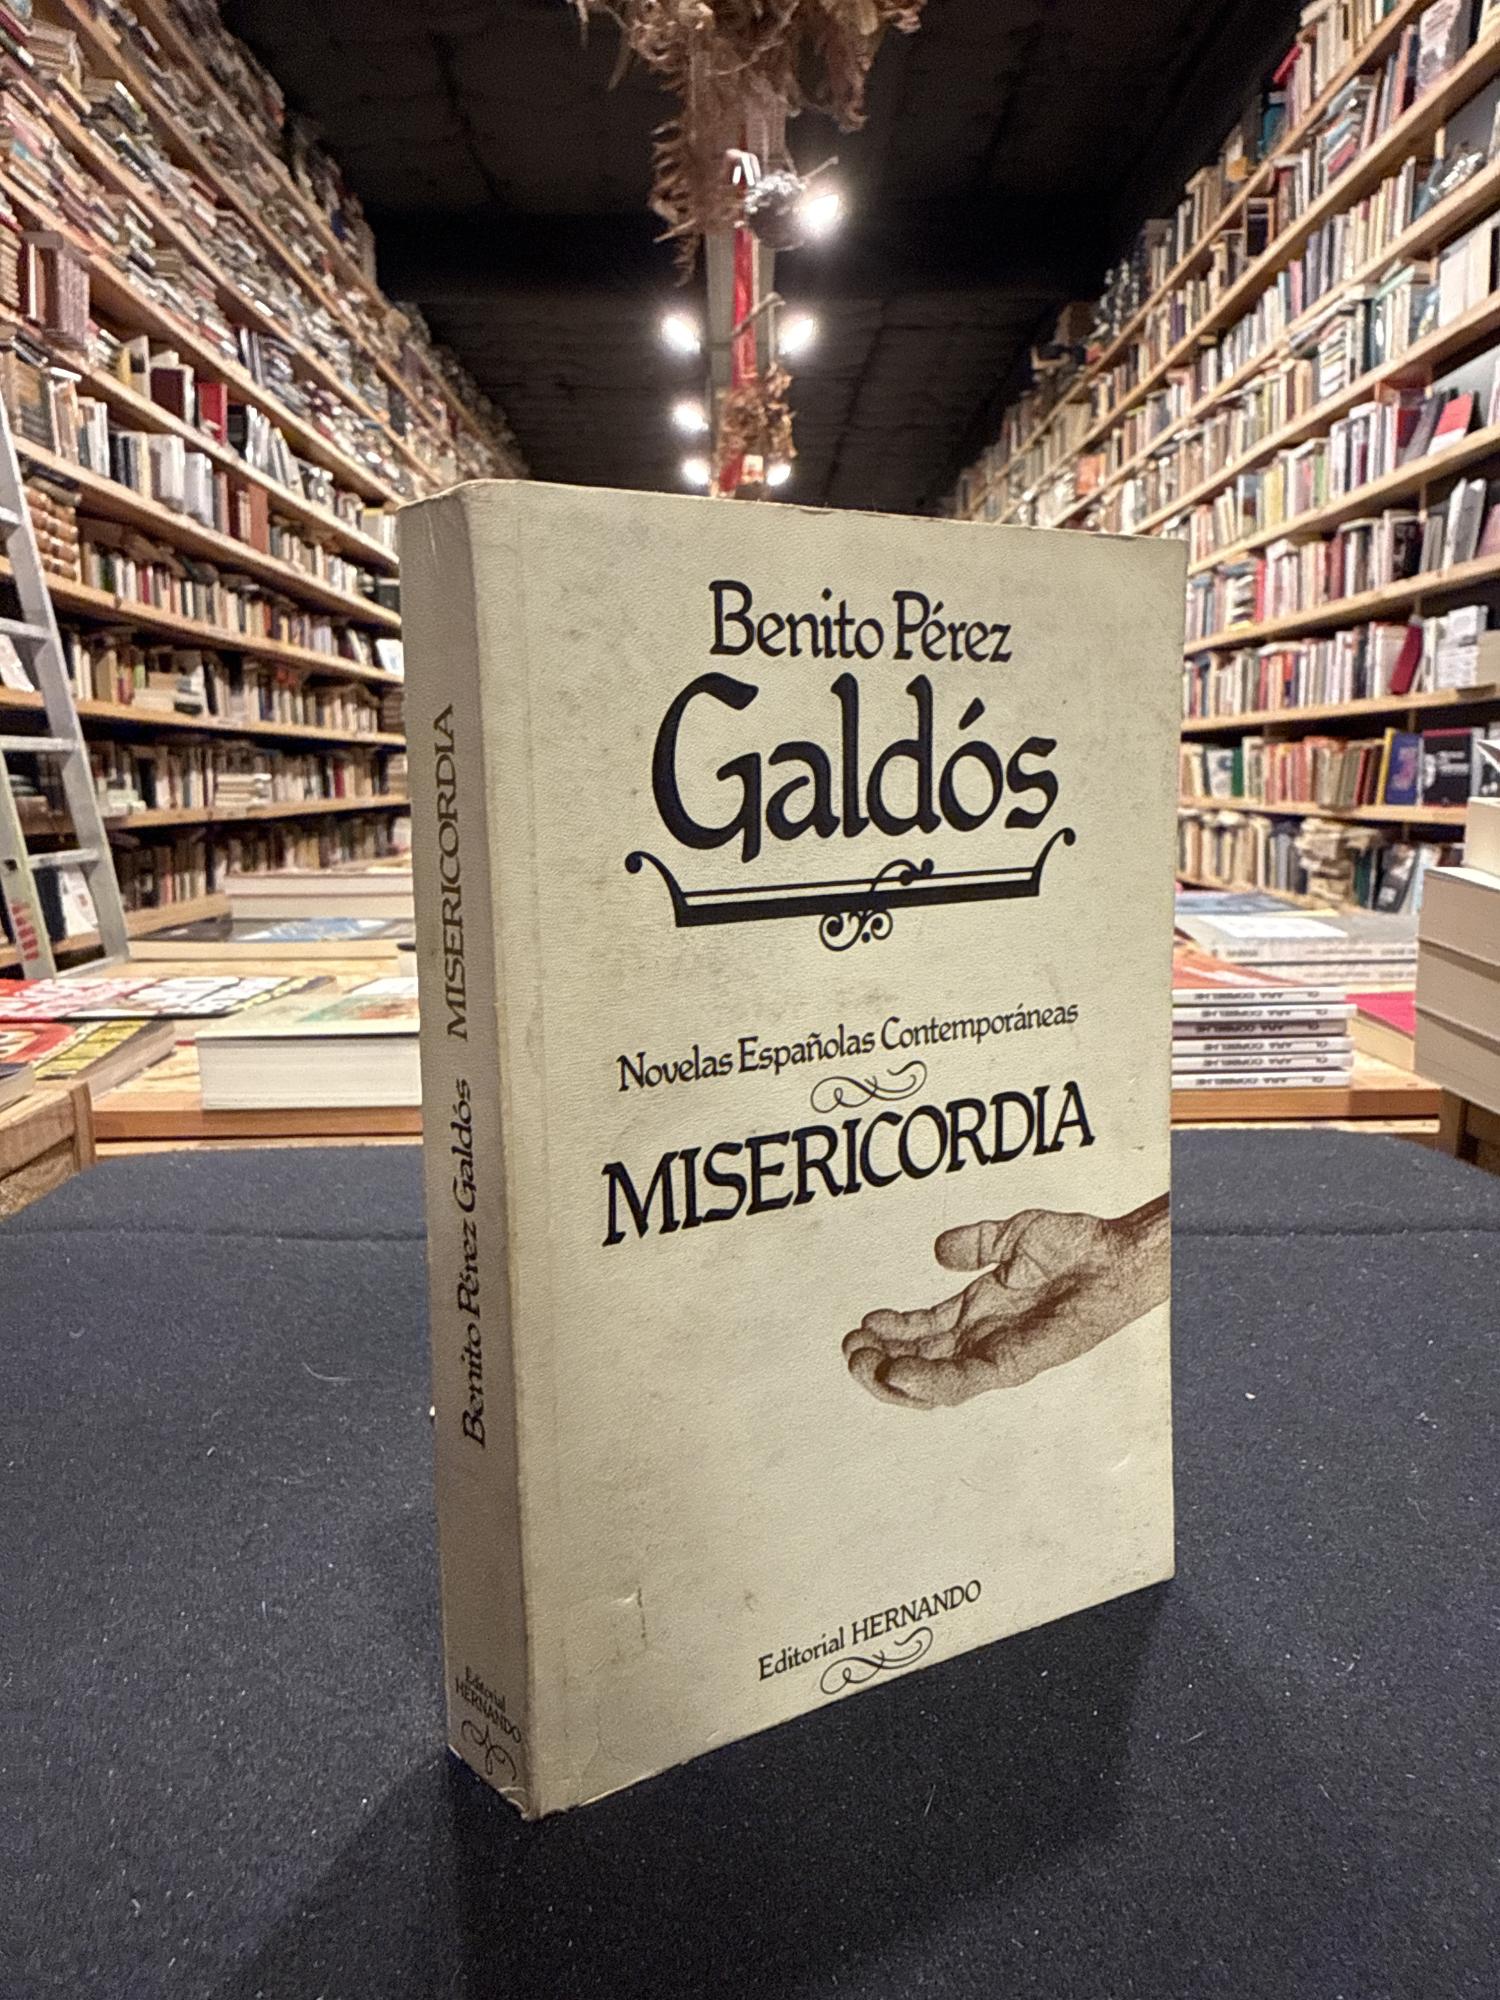 Benito Pérez
Galdós
Novelas Españolas Contemporáneas
MISERICORDIA
Editorial HERNANDO
Benito Pérez Galdós MISERICORDIA
Editorial
HERNANDO